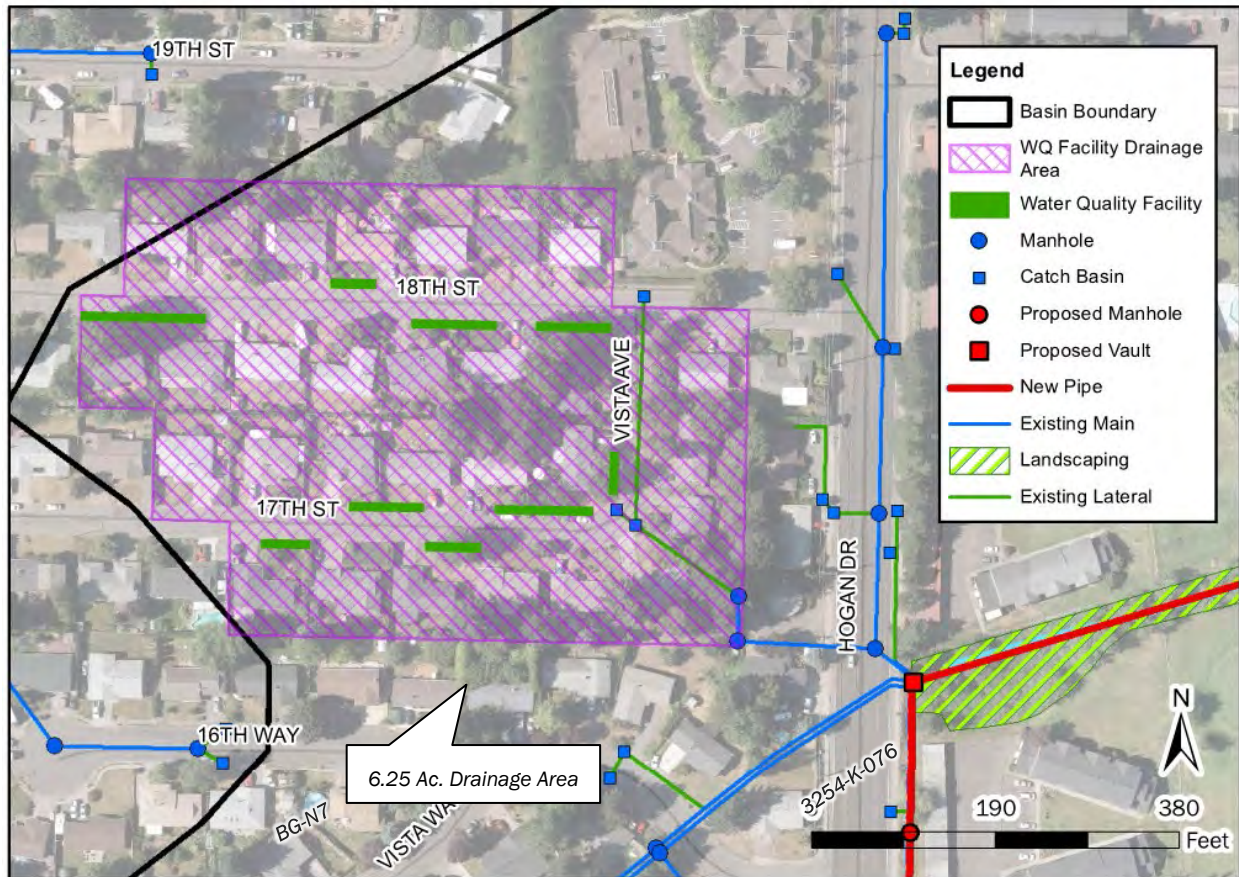 19TH ST
Legend
Basin Boundary
WQ Facility Drainage
Area
Water Quality Facility
Manhole
Catch Basin
Proposed Manhole
Proposed Vault
New Pipe
Existing Main
Landscaping
Existing Lateral
18TH ST
VISTA AVE
17TH ST
HOGAN DR
N
16TH WAY
6.25 Ac. Drainage Area
BG-N7
VISTA WA
3254-K-076
190
380
Feet